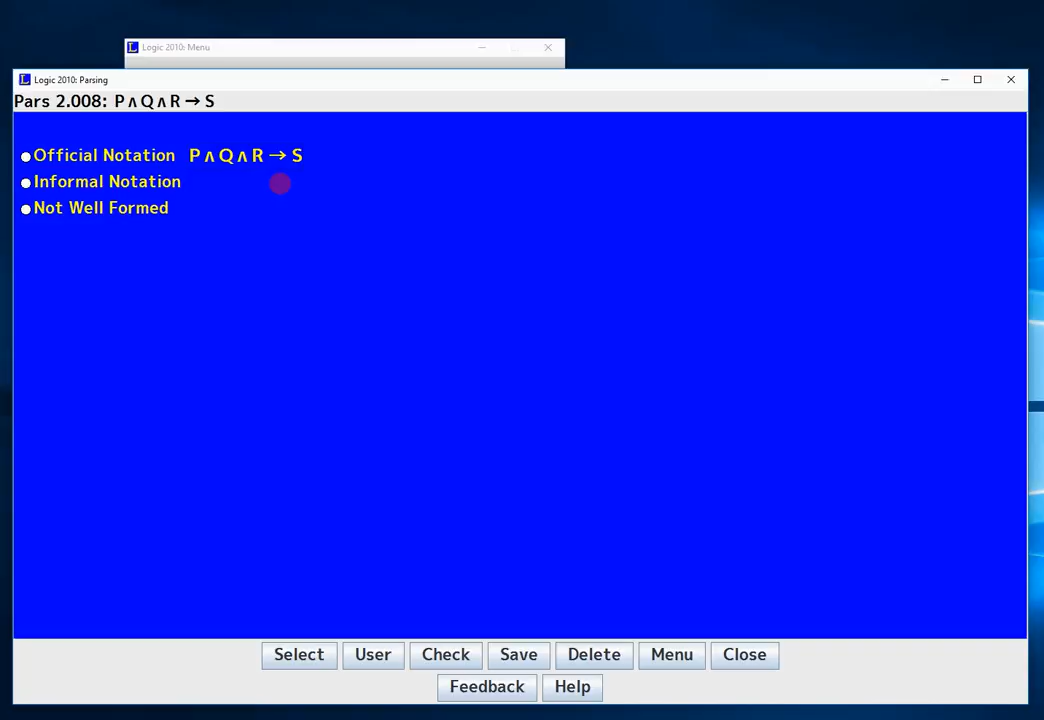 Logic 2010: Menu
Logic 2010: Parsing
Pars 2.008: P∧Q∧R → S
Official Notation P∧Q∧R → S
Informal Notation
Not Well Formed
Select User Check Save Delete Menu Close
Feedback Help